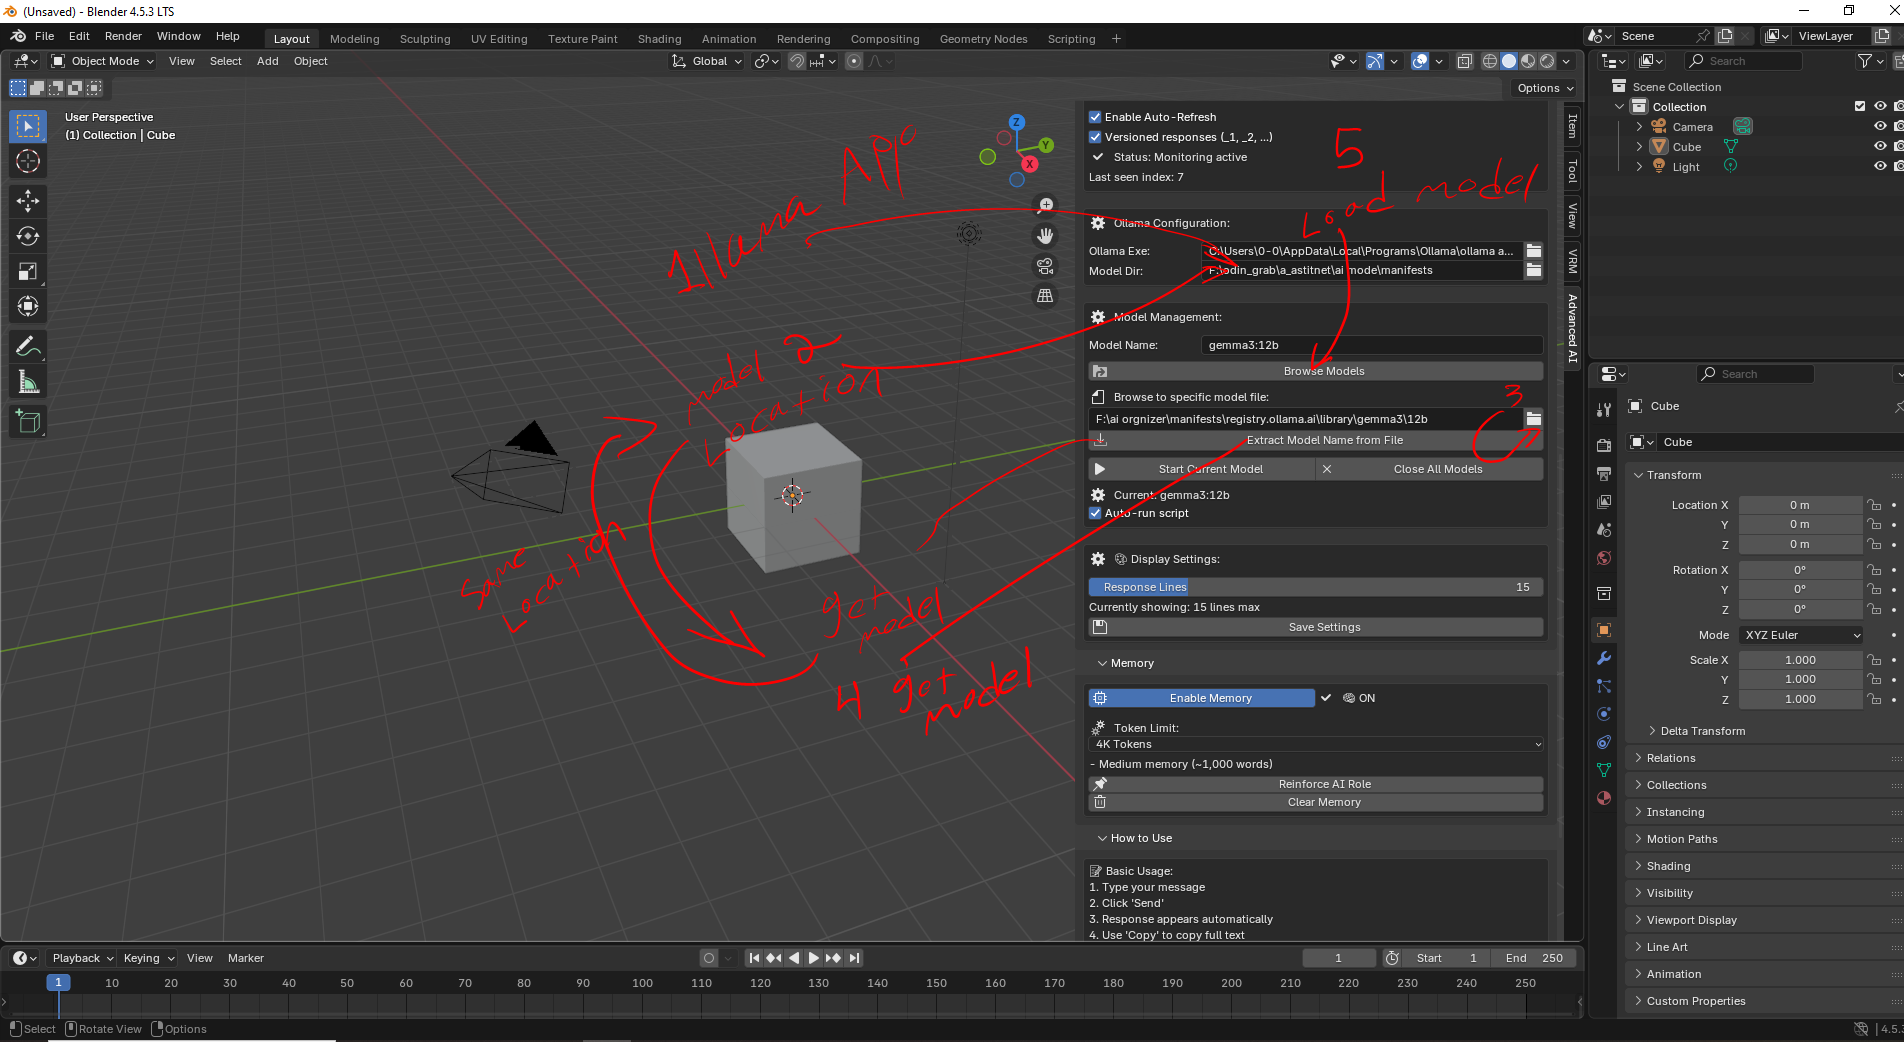 (Unsaved) - Blender 4.5.3 LTS
File Edit Render Window Help
Layout Modeling Sculpting UV Editing Texture Paint Shading Animation Rendering Compositing Geometry Nodes Scripting +
Scene
ViewLayer
Object Mode View Select Add Object
Global
Options
Search
User Perspective
(1) Collection | Cube
Z
Y
X
Item
Tool
View
VRM
Advanced AI
Enable Auto-Refresh
Versioned responses (_1, _2, ...)
Status: Monitoring active
Last seen index: 7
Ollama Configuration:
Ollama Exe: C:\Users\0-0\AppData\Local\Programs\Ollama\ollama a...
Model Dir: F:\odin_grab\a_astitnet\ai mode\manifests
Model Management:
Model Name: gemma3:12b
Browse Models
Browse to specific model file:
F:\ai orgnizer\manifests\registry.ollama.ai\library\gemma3\12b
Extract Model Name from File
Start Current Model
Close All Models
Current: gemma3:12b
Auto-run script
Display Settings:
Response Lines 15
Currently showing: 15 lines max
Save Settings
Memory
Enable Memory
ON
Token Limit:
4K Tokens
- Medium memory (~1,000 words)
Reinforce AI Role
Clear Memory
How to Use
Basic Usage:
1. Type your message
2. Click 'Send'
3. Response appears automatically
4. Use 'Copy' to copy full text
model 2
Location
same
Location
got
model
4 got
model
3
5
Load model
Scene Collection
Collection
Camera
Cube
Light
Search
Cube
Cube
Transform
Location X 0 m
Y 0 m
Z 0 m
Rotation X 0°
Y 0°
Z 0°
Mode XYZ Euler
Scale X 1.000
Y 1.000
Z 1.000
Delta Transform
Relations
Collections
Instancing
Motion Paths
Shading
Visibility
Viewport Display
Line Art
Animation
Custom Properties
Playback Keying View Marker
1
Start 1
End 250
1 10 20 30 40 50 60 70 80 90 100 110 120 130 140 150 160 170 180 190 200 210 220 230 240 250
Select Rotate View Options
4.5.3